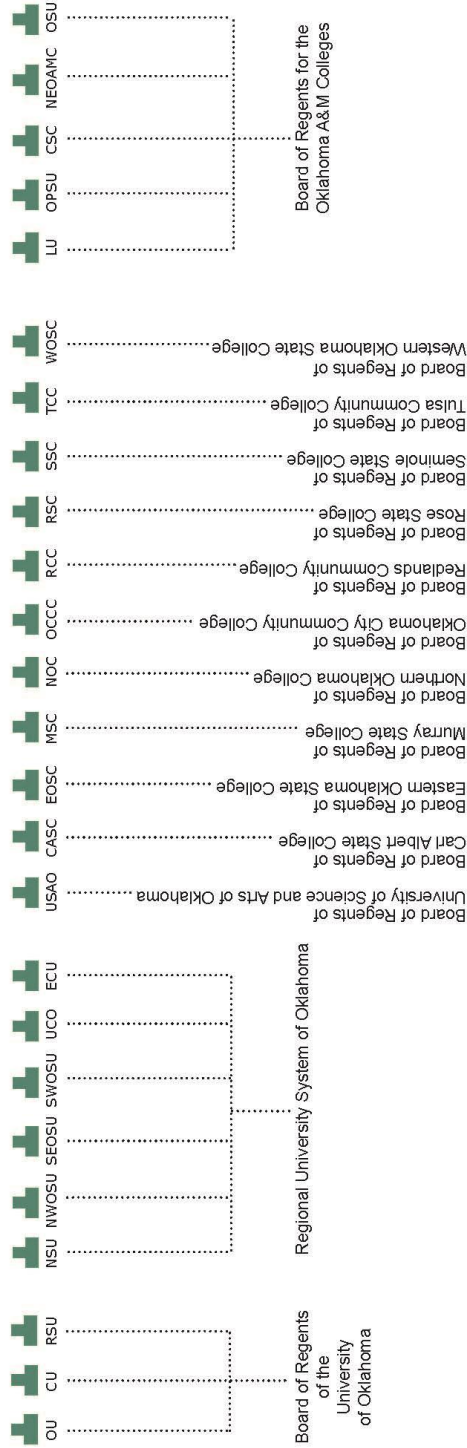 OU
CU
RSU
Board of Regents
of the
University
of Oklahoma
NSU
NWOSU
SEOSU
SWOSU
UCO
ECU
Regional University System of Oklahoma
USAO
Board of Regents of
University of Science and Arts of Oklahoma
CASC
Board of Regents of
Carl Albert State College
EOSC
Board of Regents of
Eastern Oklahoma State College
MSC
Board of Regents of
Murray State College
NOC
Board of Regents of
Northern Oklahoma College
OCCC
Board of Regents of
Oklahoma City Community College
RCC
Board of Regents of
Redlands Community College
RSC
Board of Regents of
Rose State College
SSC
Board of Regents of
Seminole State College
TCC
Board of Regents of
Tulsa Community College
WOSC
Board of Regents of
Western Oklahoma State College
LU
OPSU
CSC
NEOAMC
OSU
Board of Regents for the
Oklahoma A&M Colleges